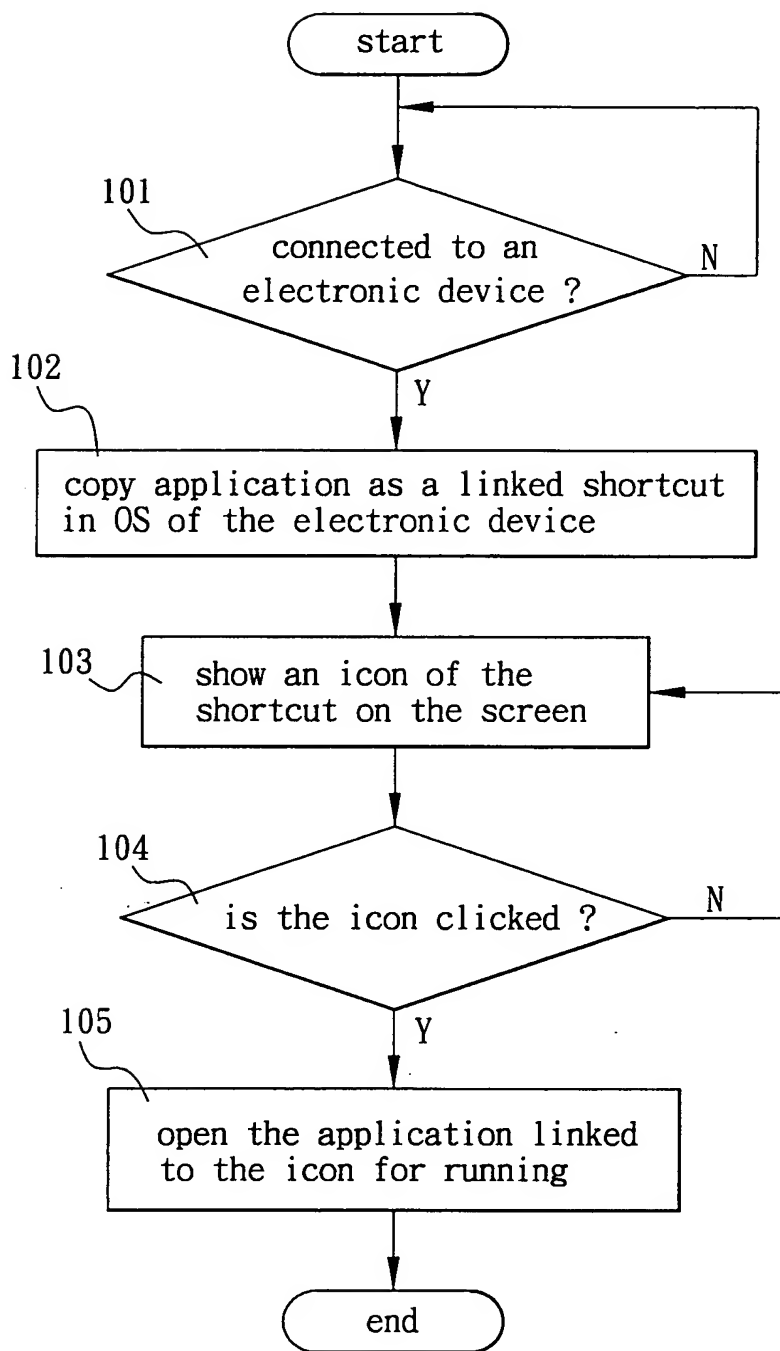 start
101
connected to an
electronic device ?
N
Y
102
copy application as a linked shortcut
in OS of the electronic device
103
show an icon of the
shortcut on the screen
104
is the icon clicked ?
N
Y
105
open the application linked
to the icon for running
end